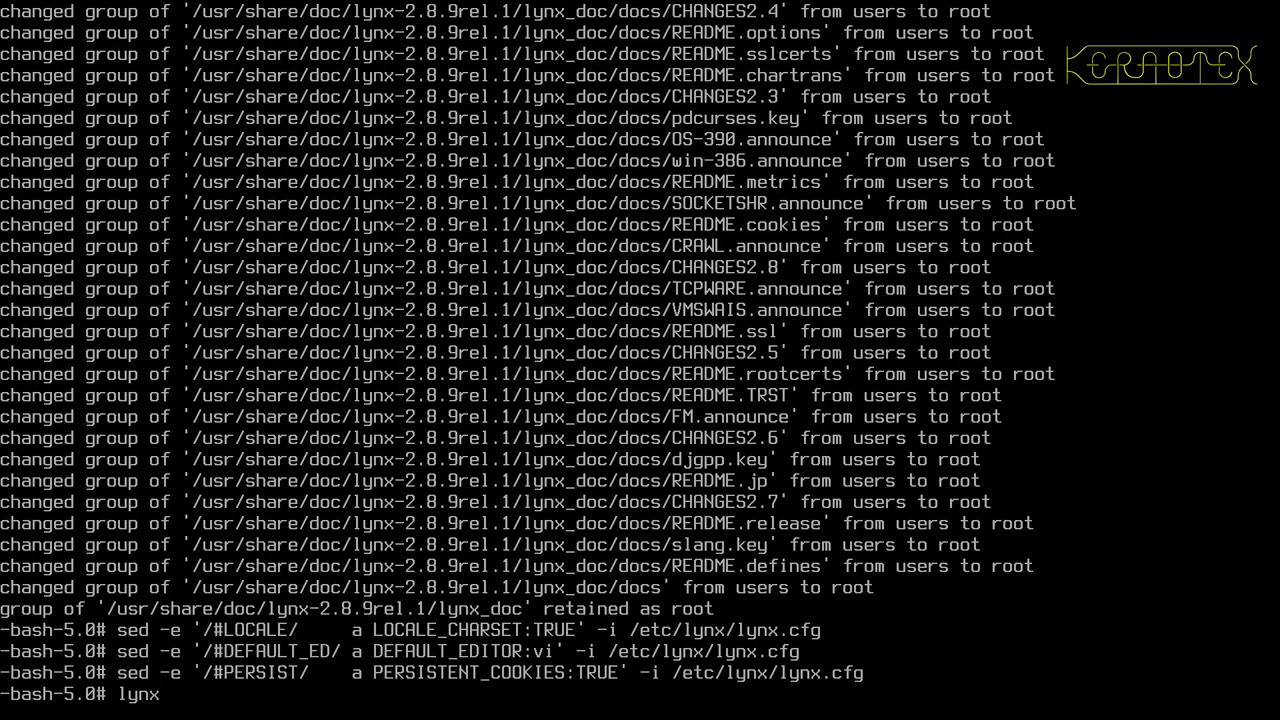 changed group of '/usr/share/doc/lynx-2.8.9rel.1/lynx_doc/docs/CHANGES2.4' from users to root
changed group of '/usr/share/doc/lynx-2.8.9rel.1/lynx_doc/docs/README.options' from users to root
changed group of '/usr/share/doc/lynx-2.8.9rel.1/lynx_doc/docs/README.sslcerts' from users to root
KERAOTEX
changed group of '/usr/share/doc/lynx-2.8.9rel.1/lynx_doc/docs/README.chartrans' from users to root
changed group of '/usr/share/doc/lynx-2.8.9rel.1/lynx_doc/docs/CHANGES2.3' from users to root
changed group of '/usr/share/doc/lynx-2.8.9rel.1/lynx_doc/docs/pdcurses.key' from users to root
changed group of '/usr/share/doc/lynx-2.8.9rel.1/lynx_doc/docs/OS-390.announce' from users to root
changed group of '/usr/share/doc/lynx-2.8.9rel.1/lynx_doc/docs/win-386.announce' from users to root
changed group of '/usr/share/doc/lynx-2.8.9rel.1/lynx_doc/docs/README.metrics' from users to root
changed group of '/usr/share/doc/lynx-2.8.9rel.1/lynx_doc/docs/SOCKETSHR.announce' from users to root
changed group of '/usr/share/doc/lynx-2.8.9rel.1/lynx_doc/docs/README.cookies' from users to root
changed group of '/usr/share/doc/lynx-2.8.9rel.1/lynx_doc/docs/CRAWL.announce' from users to root
changed group of '/usr/share/doc/lynx-2.8.9rel.1/lynx_doc/docs/CHANGES2.8' from users to root
changed group of '/usr/share/doc/lynx-2.8.9rel.1/lynx_doc/docs/TCPWARE.announce' from users to root
changed group of '/usr/share/doc/lynx-2.8.9rel.1/lynx_doc/docs/VMSWAIS.announce' from users to root
changed group of '/usr/share/doc/lynx-2.8.9rel.1/lynx_doc/docs/README.ssl' from users to root
changed group of '/usr/share/doc/lynx-2.8.9rel.1/lynx_doc/docs/CHANGES2.5' from users to root
changed group of '/usr/share/doc/lynx-2.8.9rel.1/lynx_doc/docs/README.rootcerts' from users to root
changed group of '/usr/share/doc/lynx-2.8.9rel.1/lynx_doc/docs/README.TRST' from users to root
changed group of '/usr/share/doc/lynx-2.8.9rel.1/lynx_doc/docs/FM.announce' from users to root
changed group of '/usr/share/doc/lynx-2.8.9rel.1/lynx_doc/docs/CHANGES2.6' from users to root
changed group of '/usr/share/doc/lynx-2.8.9rel.1/lynx_doc/docs/djgpp.key' from users to root
changed group of '/usr/share/doc/lynx-2.8.9rel.1/lynx_doc/docs/README.jp' from users to root
changed group of '/usr/share/doc/lynx-2.8.9rel.1/lynx_doc/docs/CHANGES2.7' from users to root
changed group of '/usr/share/doc/lynx-2.8.9rel.1/lynx_doc/docs/README.release' from users to root
changed group of '/usr/share/doc/lynx-2.8.9rel.1/lynx_doc/docs/slang.key' from users to root
changed group of '/usr/share/doc/lynx-2.8.9rel.1/lynx_doc/docs/README.defines' from users to root
changed group of '/usr/share/doc/lynx-2.8.9rel.1/lynx_doc/docs' from users to root
group of '/usr/share/doc/lynx-2.8.9rel.1/lynx_doc' retained as root
-bash-5.0# sed -e '/#LOCALE/     a LOCALE_CHARSET:TRUE' -i /etc/lynx/lynx.cfg
-bash-5.0# sed -e '/#DEFAULT_ED/ a DEFAULT_EDITOR:vi' -i /etc/lynx/lynx.cfg
-bash-5.0# sed -e '/#PERSIST/    a PERSISTENT_COOKIES:TRUE' -i /etc/lynx/lynx.cfg
-bash-5.0# lynx